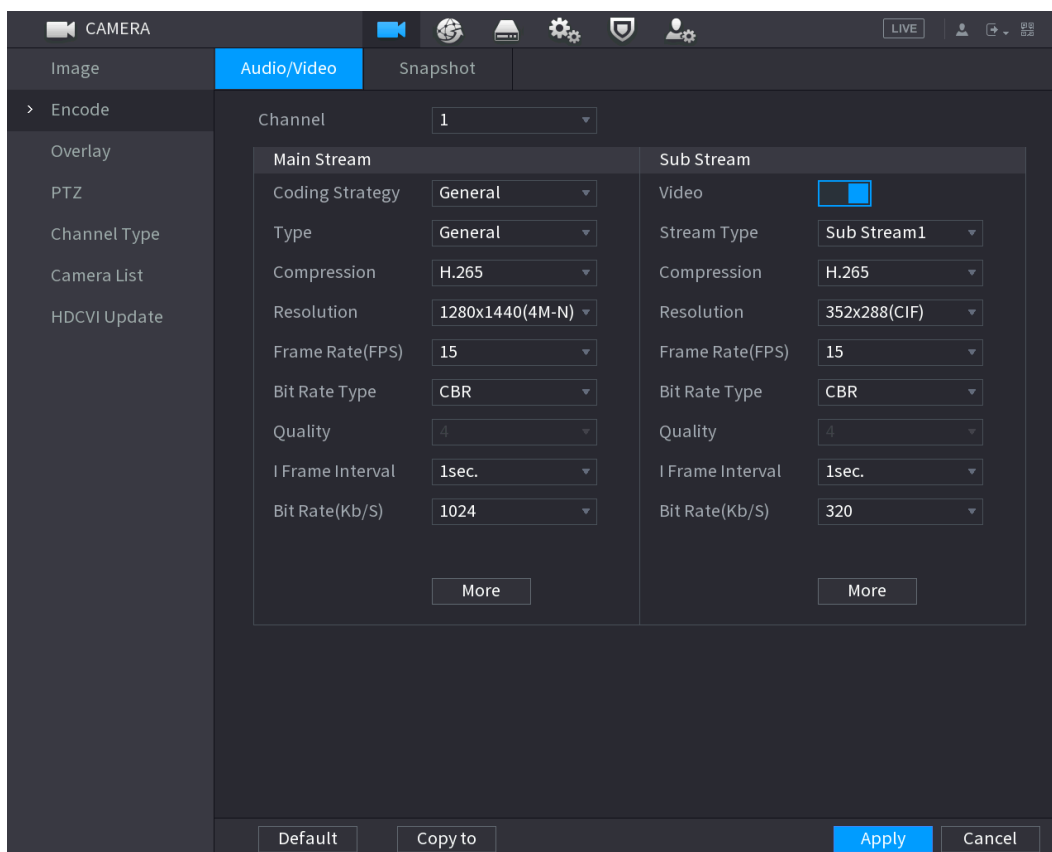 CAMERA LIVE
Image Audio/Video Snapshot
> Encode
Channel 1
Overlay
Main Stream Sub Stream
PTZ Coding Strategy General Video
Channel Type Type General Stream Type Sub Stream1
Camera List Compression H.265 Compression H.265
HDCVI Update Resolution 1280x1440(4M-N) Resolution 352x288(CIF)
Frame Rate(FPS) 15 Frame Rate(FPS) 15
Bit Rate Type CBR Bit Rate Type CBR
Quality 4 Quality 4
I Frame Interval 1sec. I Frame Interval 1sec.
Bit Rate(Kb/S) 1024 Bit Rate(Kb/S) 320
More More
Default Copy to Apply Cancel